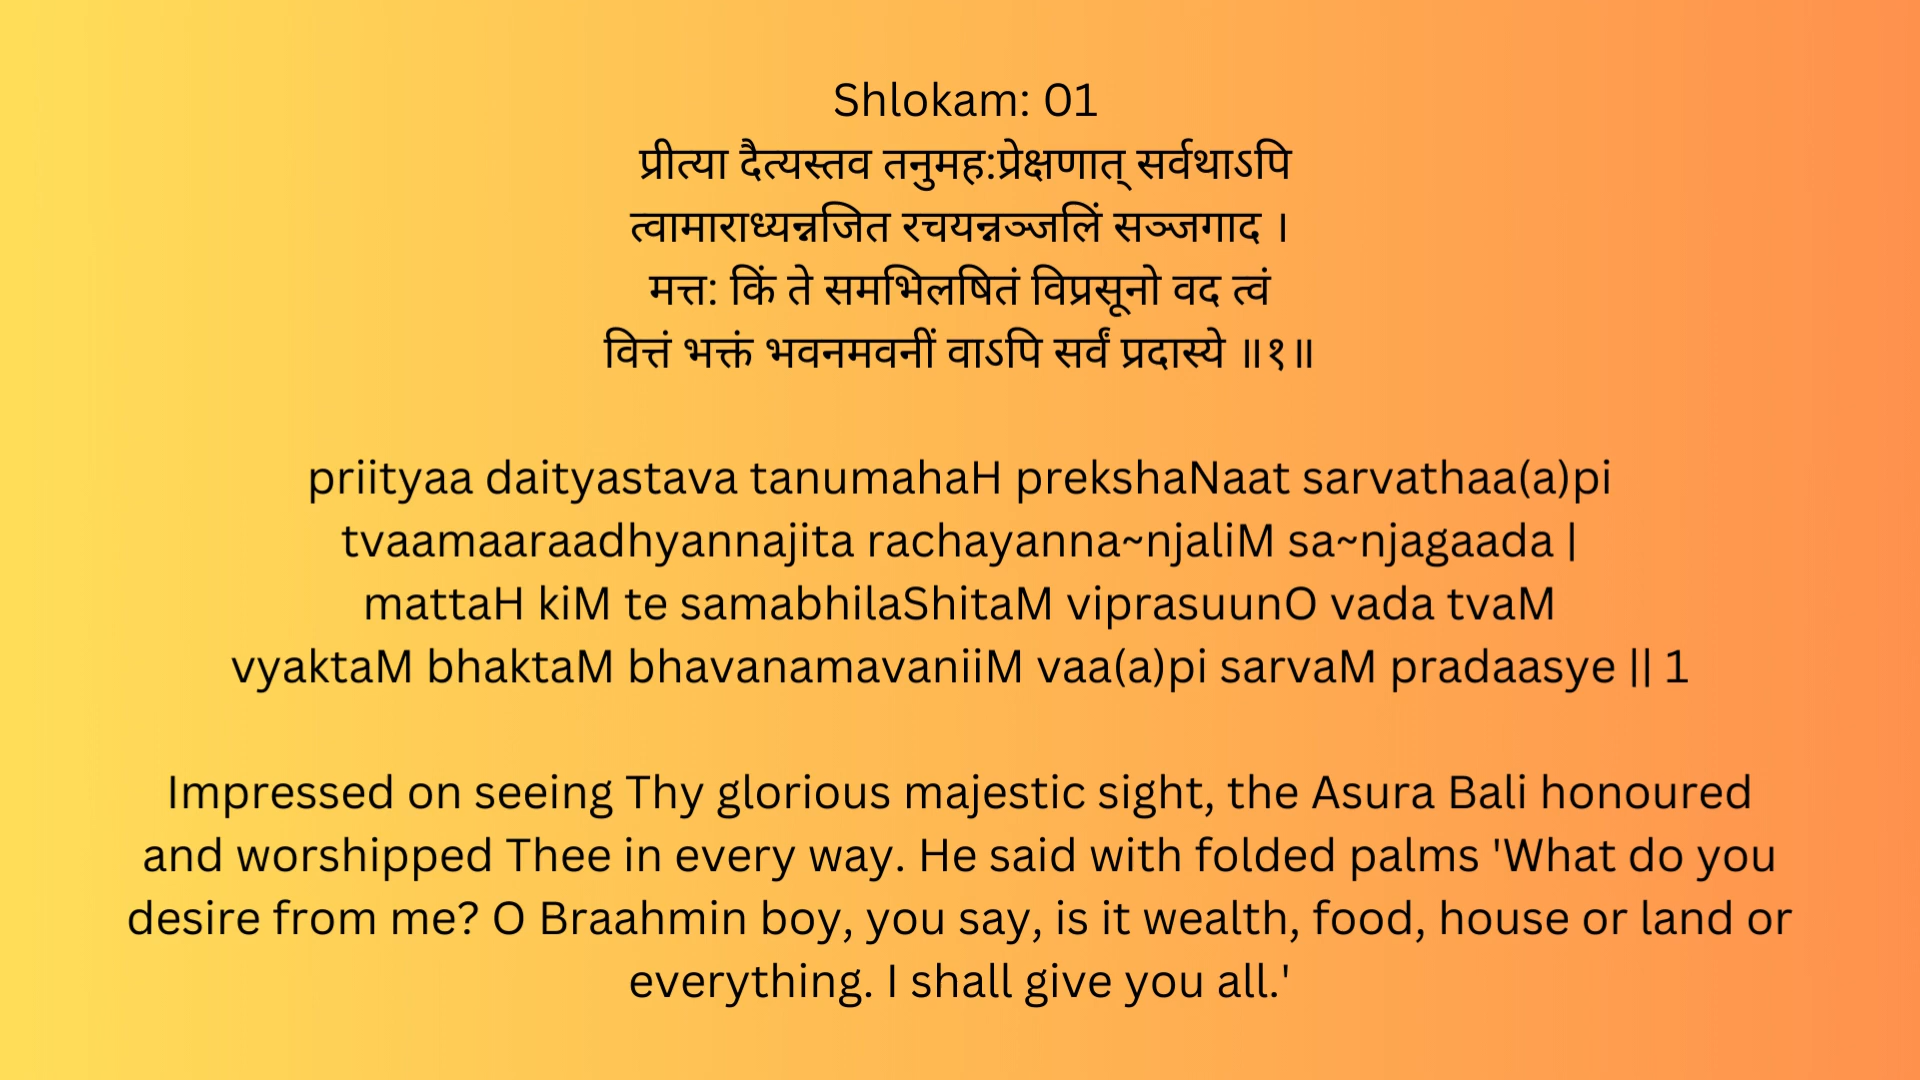 Shlokam: 01
प्रीत्या दैत्यस्तव तनुमह:प्रेक्षणात् सर्वथाऽपि
त्वामाराध्यन्नजित रचयन्नञ्जलिं सञ्जगाद ।
मत्त: किं ते समभिलषितं विप्रसूनो वद त्वं
वित्तं भक्तं भवनमवनीं वाऽपि सर्वं प्रदास्ये ॥१॥
priityaa daityastava tanumahaH prekshaNaat sarvathaa(a)pi
tvaamaaraadhyannajita rachayanna~njaliM sa~njagaada |
mattaH kiM te samabhilaShitaM viprasuunO vada tvaM
vyaktaM bhaktaM bhavanamavaniiM vaa(a)pi sarvaM pradaasye || 1
Impressed on seeing Thy glorious majestic sight, the Asura Bali honoured
and worshipped Thee in every way. He said with folded palms 'What do you
desire from me? O Braahmin boy, you say, is it wealth, food, house or land or
everything. I shall give you all.'